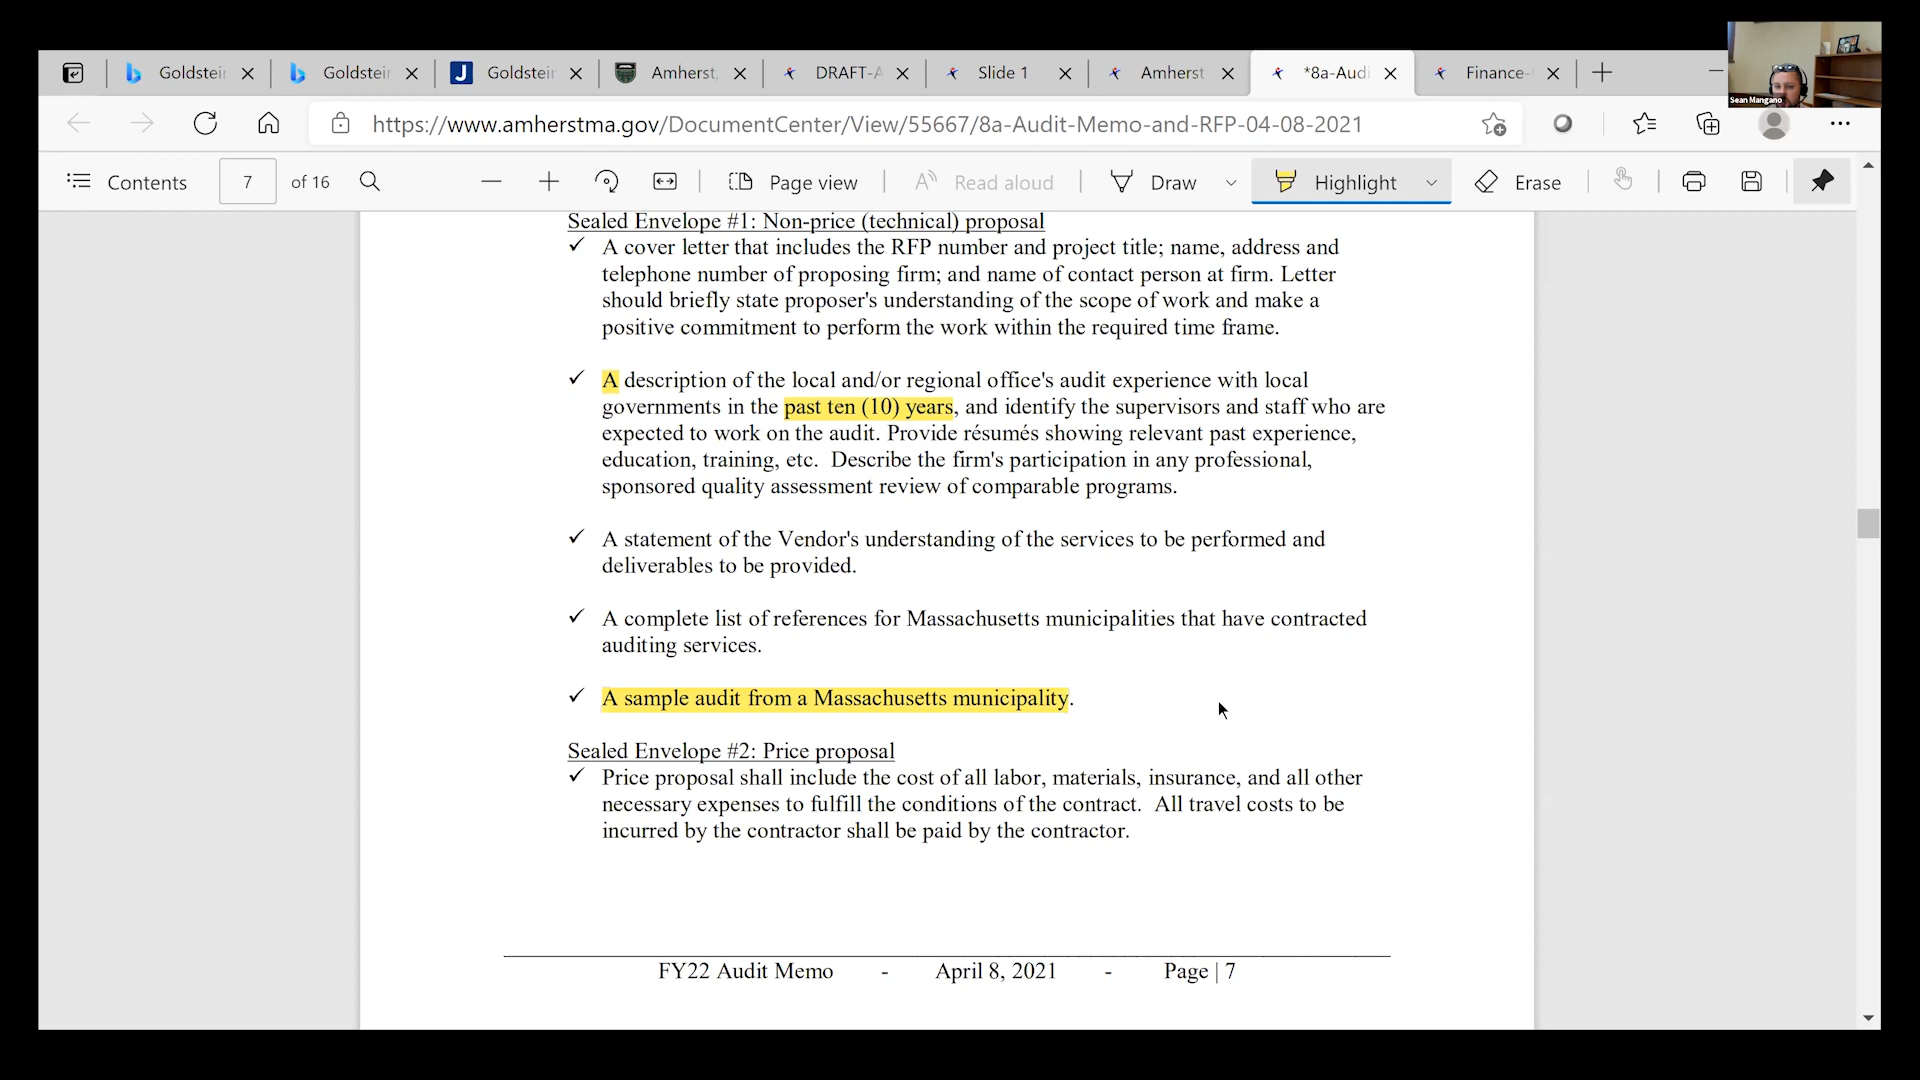 Goldstein
Goldstein
Goldstein
Amherst,
DRAFT-A
Slide 1
Amherst
*8a-Audi
Finance-
Sean Mangano
https://www.amherstma.gov/DocumentCenter/View/55667/8a-Audit-Memo-and-RFP-04-08-2021
Contents
7
of 16
Page view
Read aloud
Draw
Highlight
Erase
Sealed Envelope #1: Non-price (technical) proposal
✓ A cover letter that includes the RFP number and project title; name, address and
telephone number of proposing firm; and name of contact person at firm. Letter
should briefly state proposer's understanding of the scope of work and make a
positive commitment to perform the work within the required time frame.
✓ A description of the local and/or regional office's audit experience with local
governments in the past ten (10) years, and identify the supervisors and staff who are
expected to work on the audit. Provide résumés showing relevant past experience,
education, training, etc. Describe the firm's participation in any professional,
sponsored quality assessment review of comparable programs.
✓ A statement of the Vendor's understanding of the services to be performed and
deliverables to be provided.
✓ A complete list of references for Massachusetts municipalities that have contracted
auditing services.
✓ A sample audit from a Massachusetts municipality.
Sealed Envelope #2: Price proposal
✓ Price proposal shall include the cost of all labor, materials, insurance, and all other
necessary expenses to fulfill the conditions of the contract. All travel costs to be
incurred by the contractor shall be paid by the contractor.
FY22 Audit Memo - April 8, 2021 - Page | 7